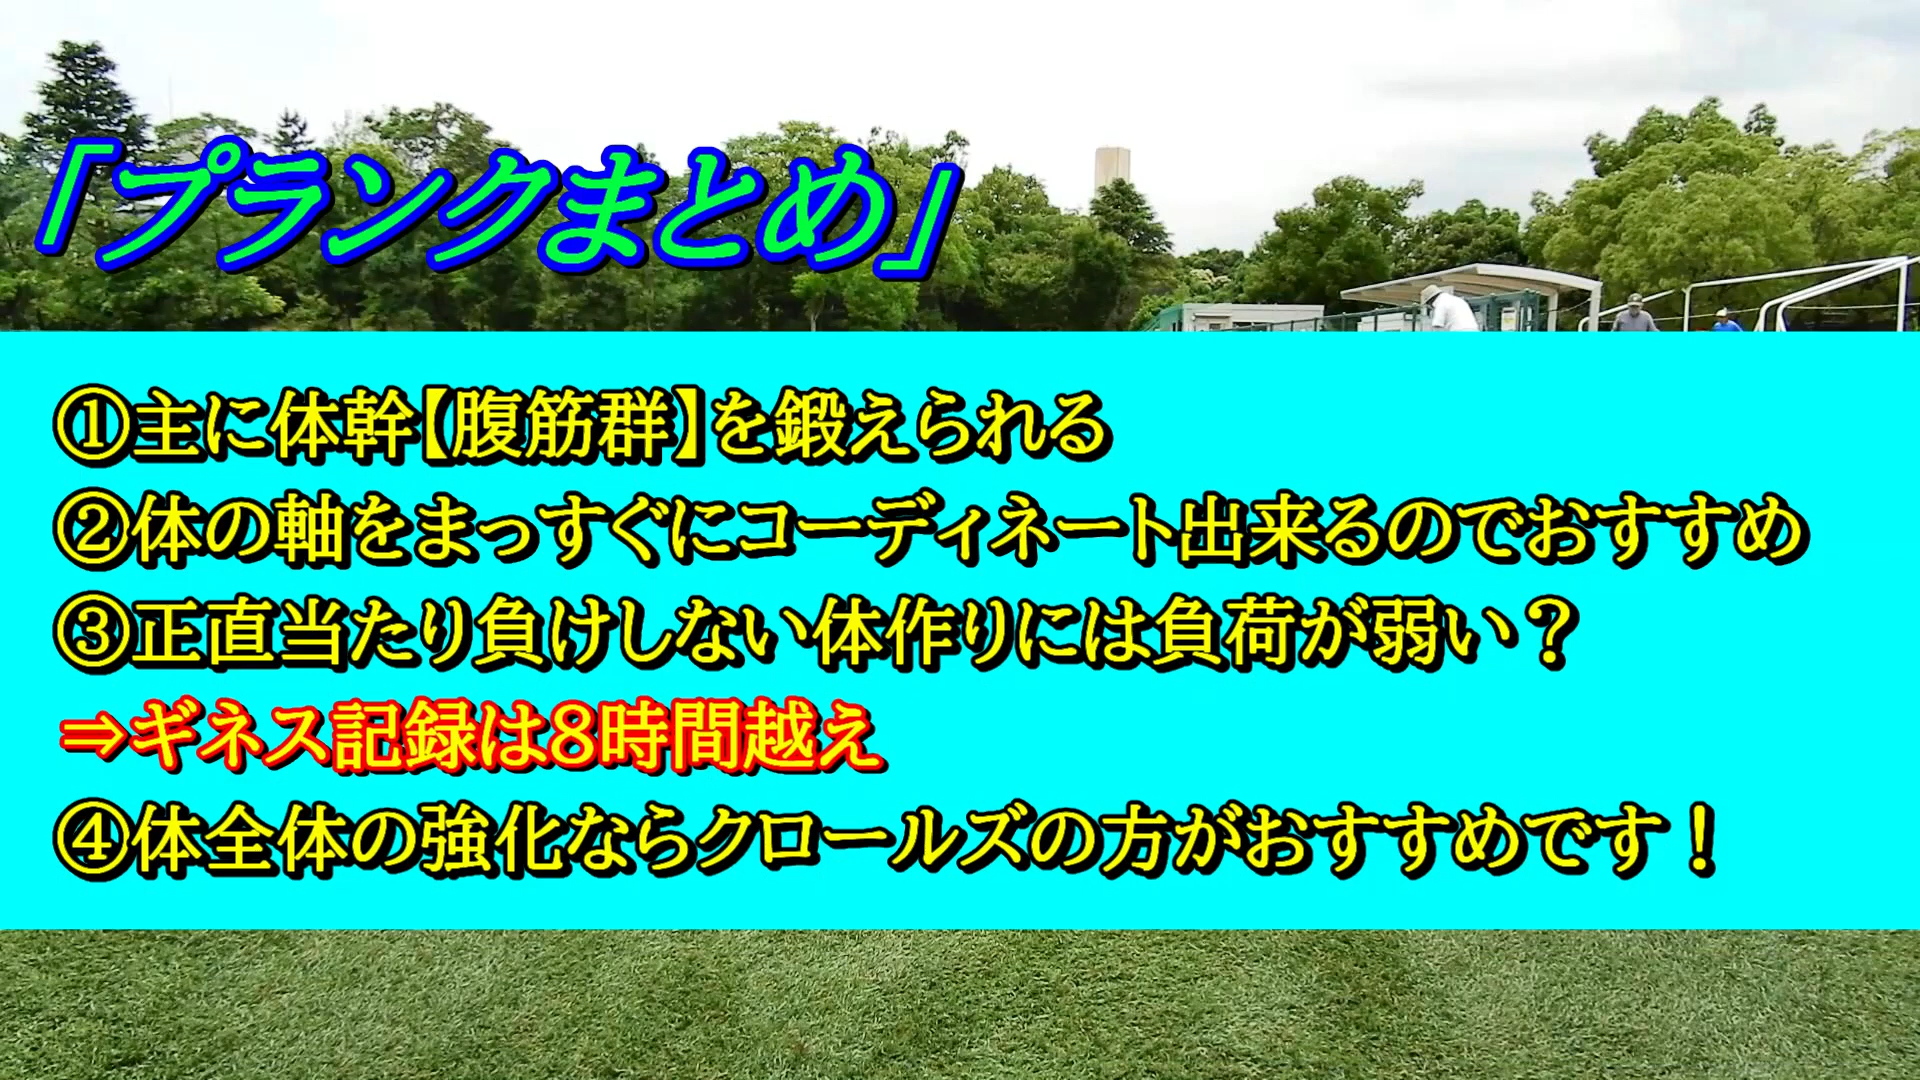 「プランクまとめ」
①主に体幹【腹筋群】を鍛えられる
②体の軸をまっすぐにコーディネート出来るのでおすすめ
③正直当たり負けしない体作りには負荷が弱い？
⇒ギネス記録は8時間越え
④体全体の強化ならクロールズの方がおすすめです！